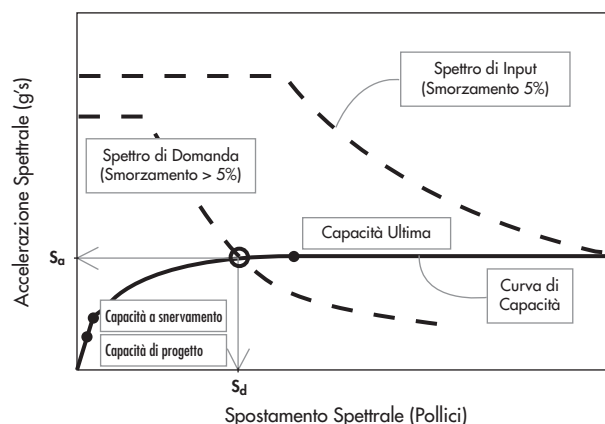 Accelerazione Spettrale (g's)
Spettro di Input
(Smorzamento 5%)
Spettro di Domanda
(Smorzamento > 5%)
Capacità Ultima
Sa
Curva di
Capacità
Capacità a snervamento
Capacità di progetto
Sd
Spostamento Spettrale (Pollici)